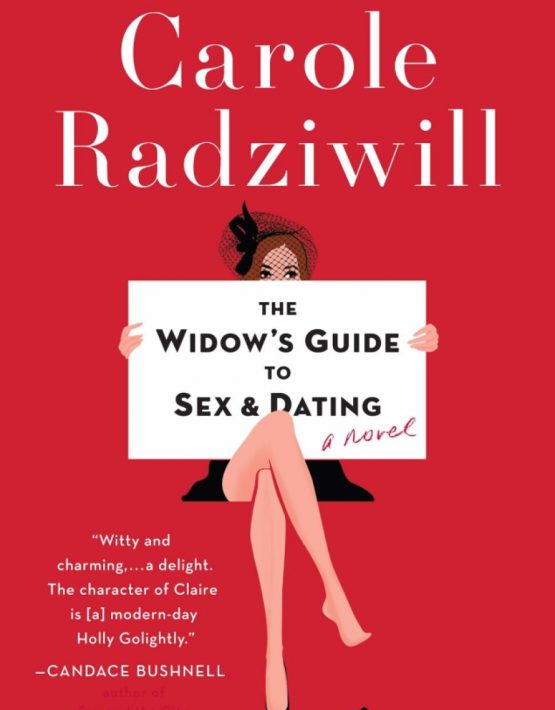 Carole
Radziwill
THE
WIDOW'S GUIDE
TO
SEX & DATING
a novel
"Witty and
charming,...a delight.
The character of Claire
is [a] modern-day
Holly Golightly."
—CANDACE BUSHNELL
author of